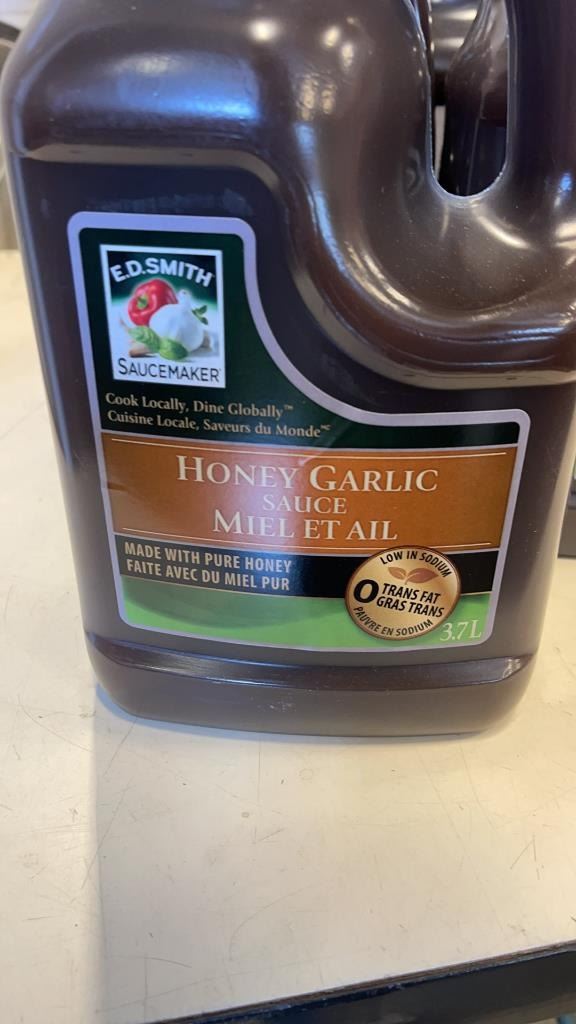 E.D.SMITH
SAUCEMAKER
Cook Locally, Dine Globally™
Cuisine Locale, Saveurs du Monde MC
HONEY GARLIC
SAUCE
MIEL ET AIL
MADE WITH PURE HONEY
FAITE AVEC DU MIEL PUR
LOW IN SODIUM
0 TRANS FAT
GRAS TRANS
PAUVRE EN SODIUM
3.7L